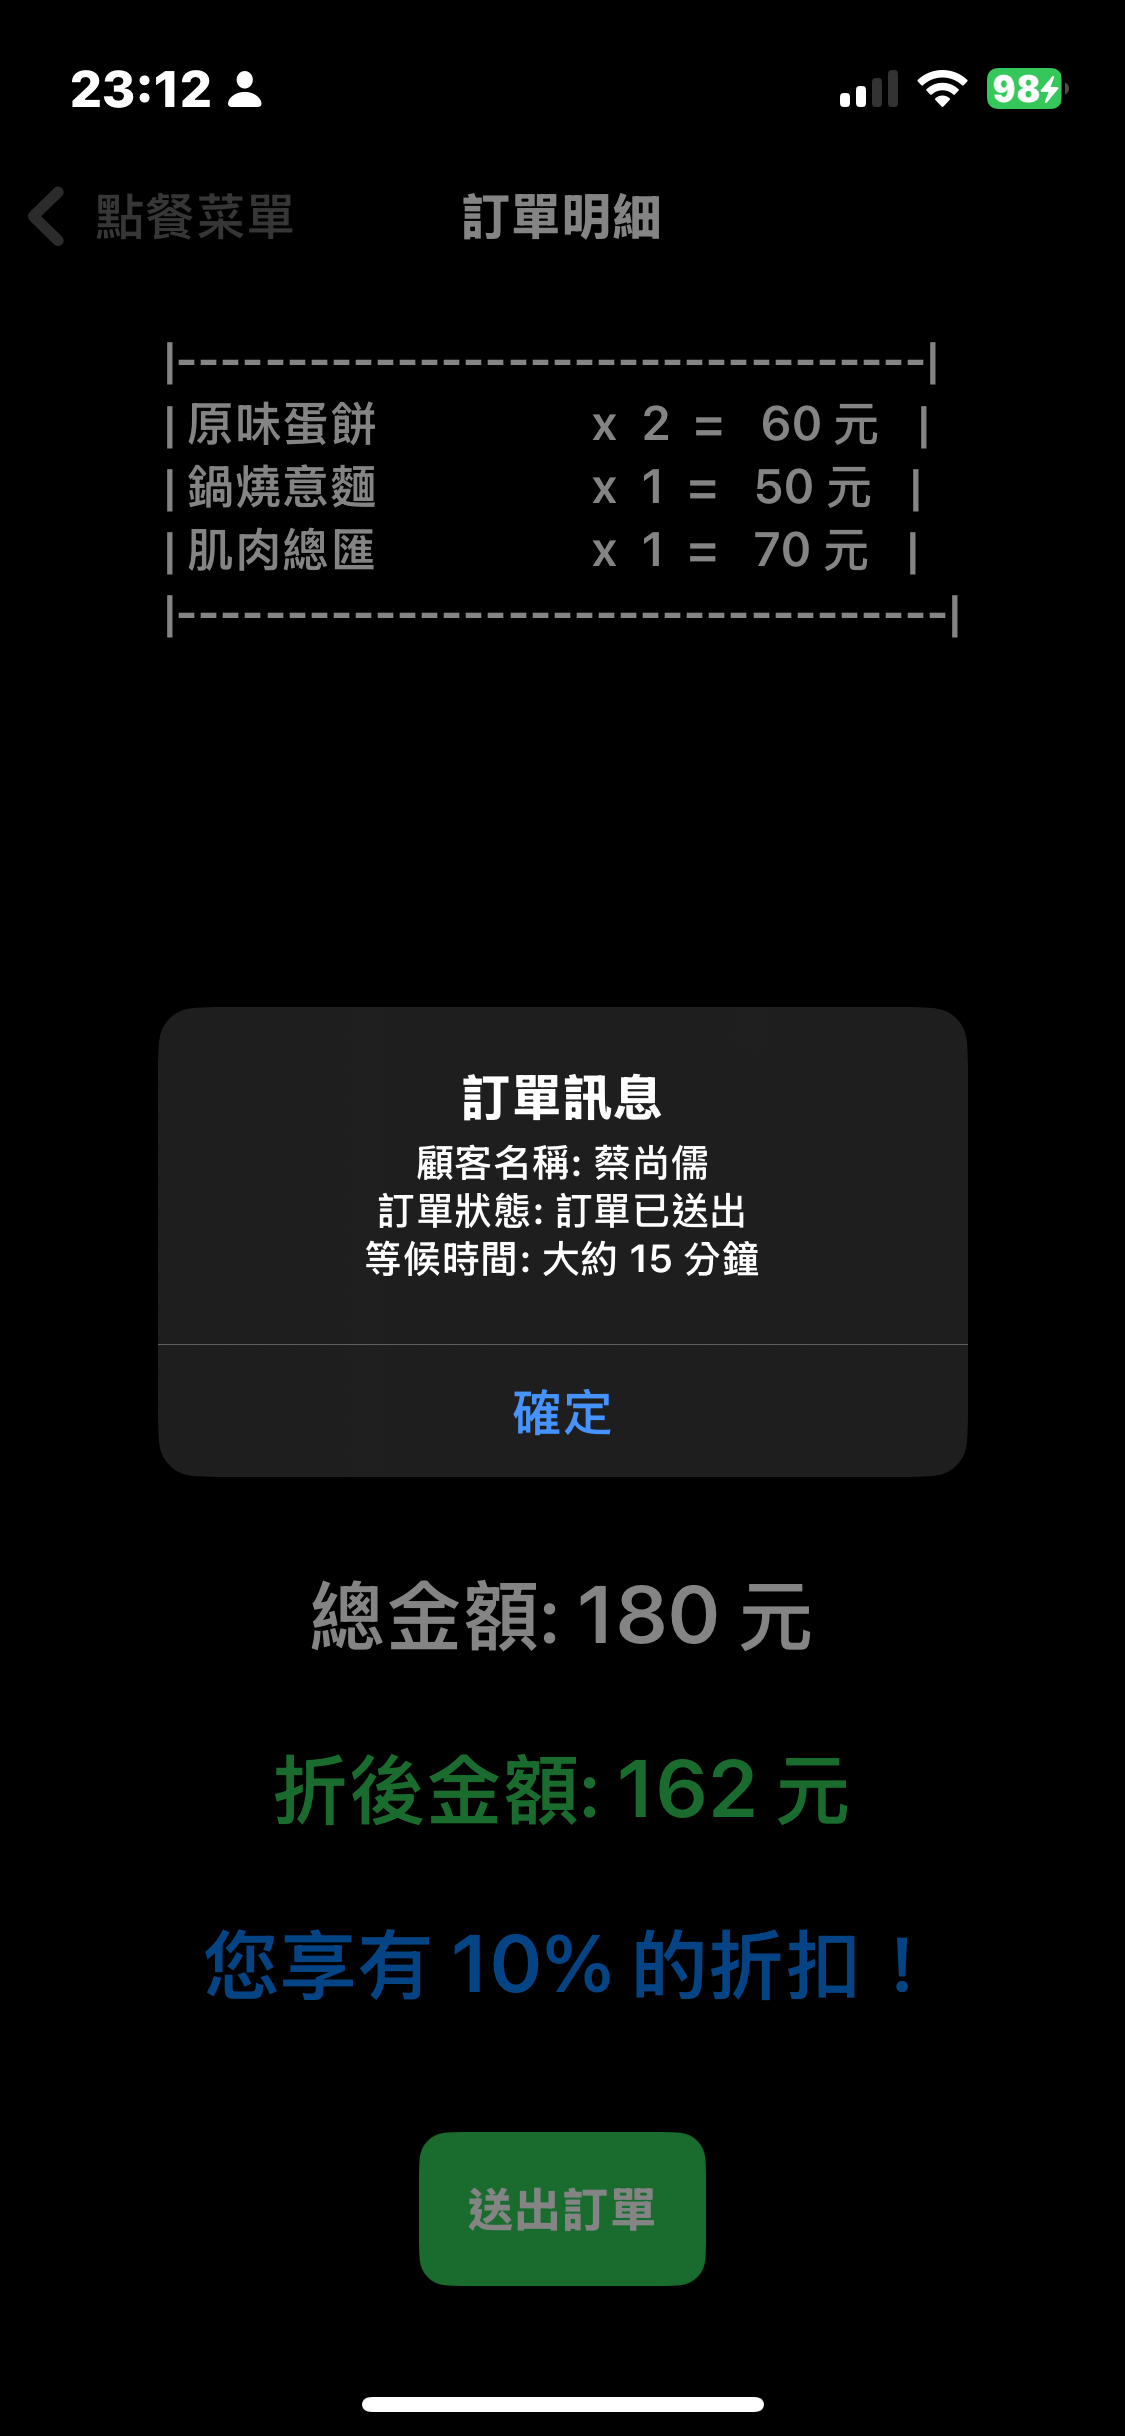 23:12
98
點餐菜單
訂單明細
|-----------------------------------|
| 原味蛋餅 x 2 = 60 元 |
| 鍋燒意麵 x 1 = 50 元 |
| 肌肉總匯 x 1 = 70 元 |
|------------------------------------|
訂單訊息
顧客名稱: 蔡尚儒
訂單狀態: 訂單已送出
等候時間: 大約 15 分鐘
確定
總金額: 180 元
折後金額: 162 元
您享有 10% 的折扣！
送出訂單